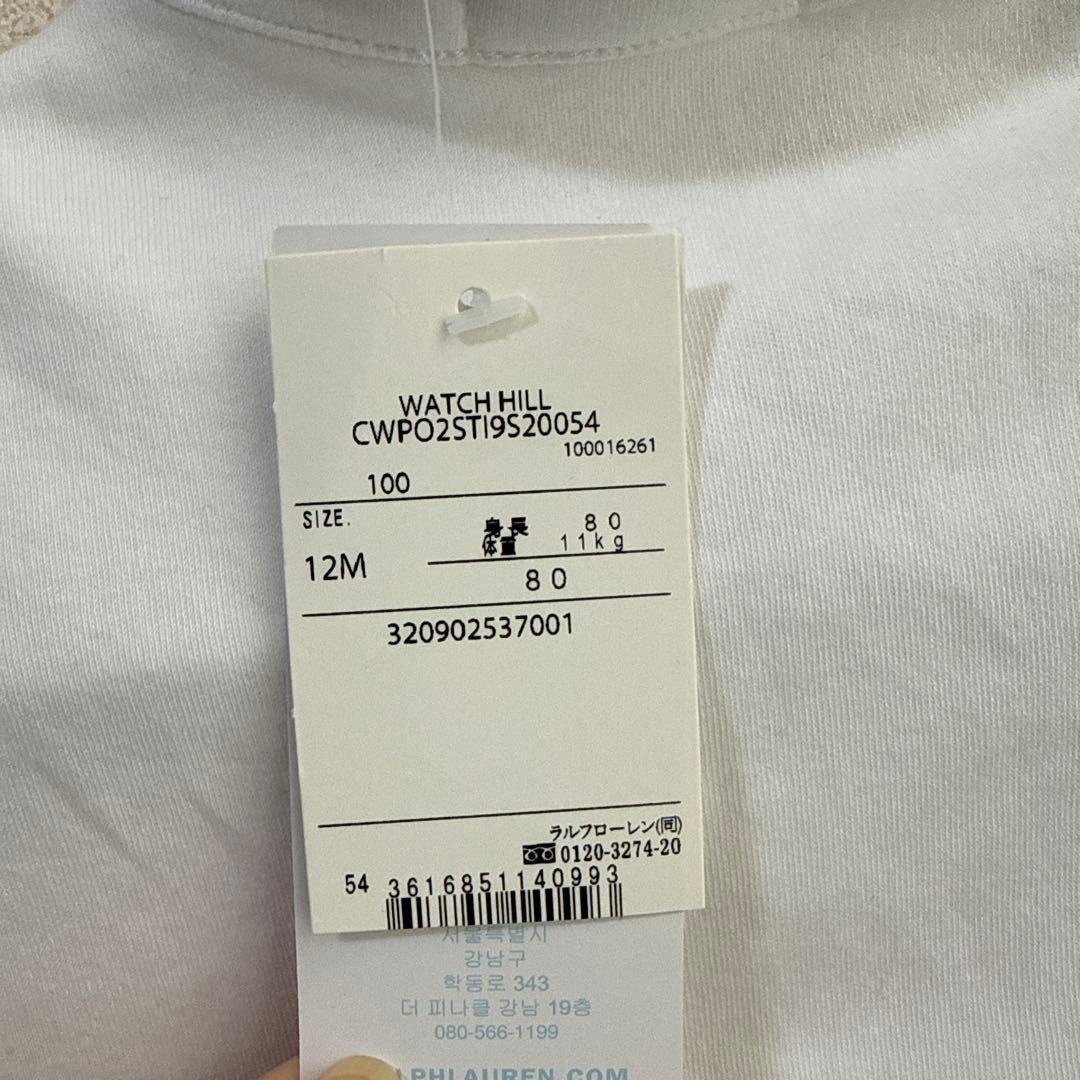 WATCH HILL
CWPO2STI9S20054
100016261
100
SIZE.
身長 80
体重 11kg
12M
80
320902537001
ラルフローレン(同)
0120-3274-20
54 3616851140993
서울특별시
강남구
학동로 343
더 피나클 강남 19층
080-566-1199
LPHLAUREN.COM